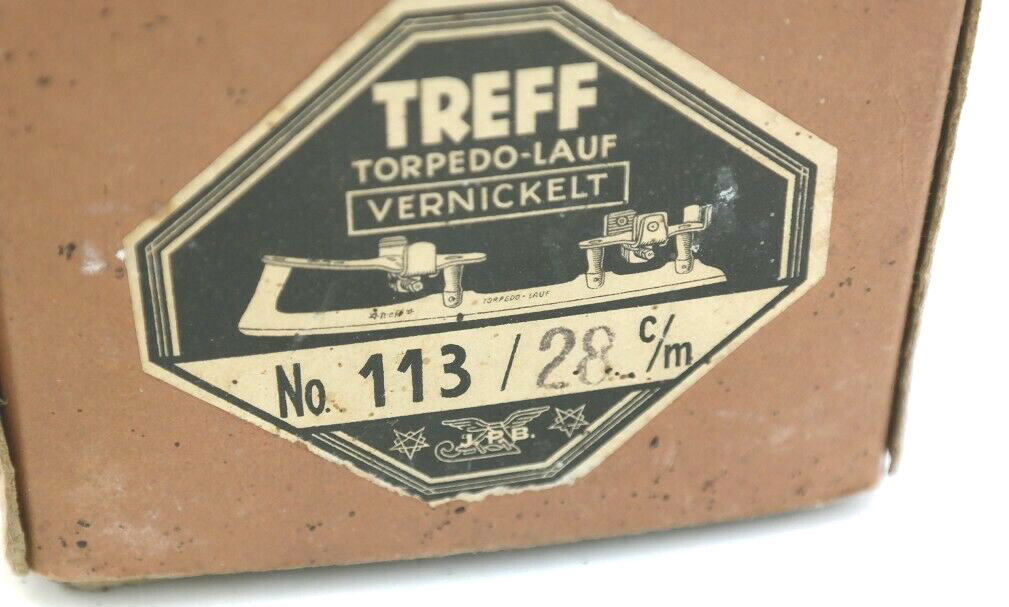 TREFF
TORPEDO-LAUF
VERNICKELT
TORPEDO-LAUF
No. 113 / 28 c/m
J.P.B.